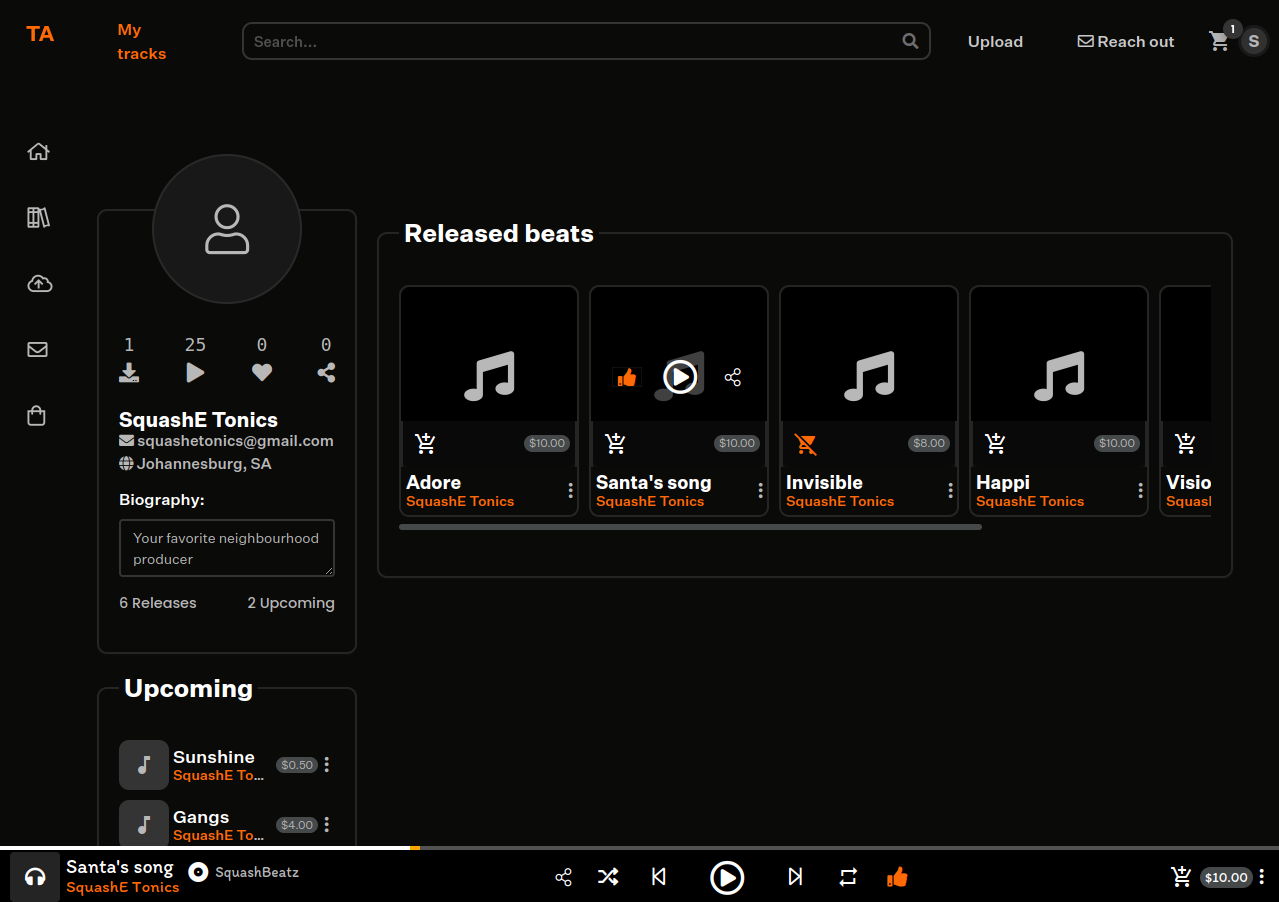 TA
My
tracks
Search...
Upload
Reach out
1
S
1
25
0
0
SquashE Tonics
squashetonics@gmail.com
Johannesburg, SA
Biography:
Your favorite neighbourhood
producer
6 Releases
2 Upcoming
Released beats
$10.00
Adore
SquashE Tonics
$10.00
Santa's song
SquashE Tonics
$8.00
Invisible
SquashE Tonics
$10.00
Happi
SquashE Tonics
Visio
Squash
Upcoming
Sunshine
SquashE To...
$0.50
Gangs
SquashE To...
$4.00
Santa's song
SquashE Tonics
SquashBeatz
$10.00